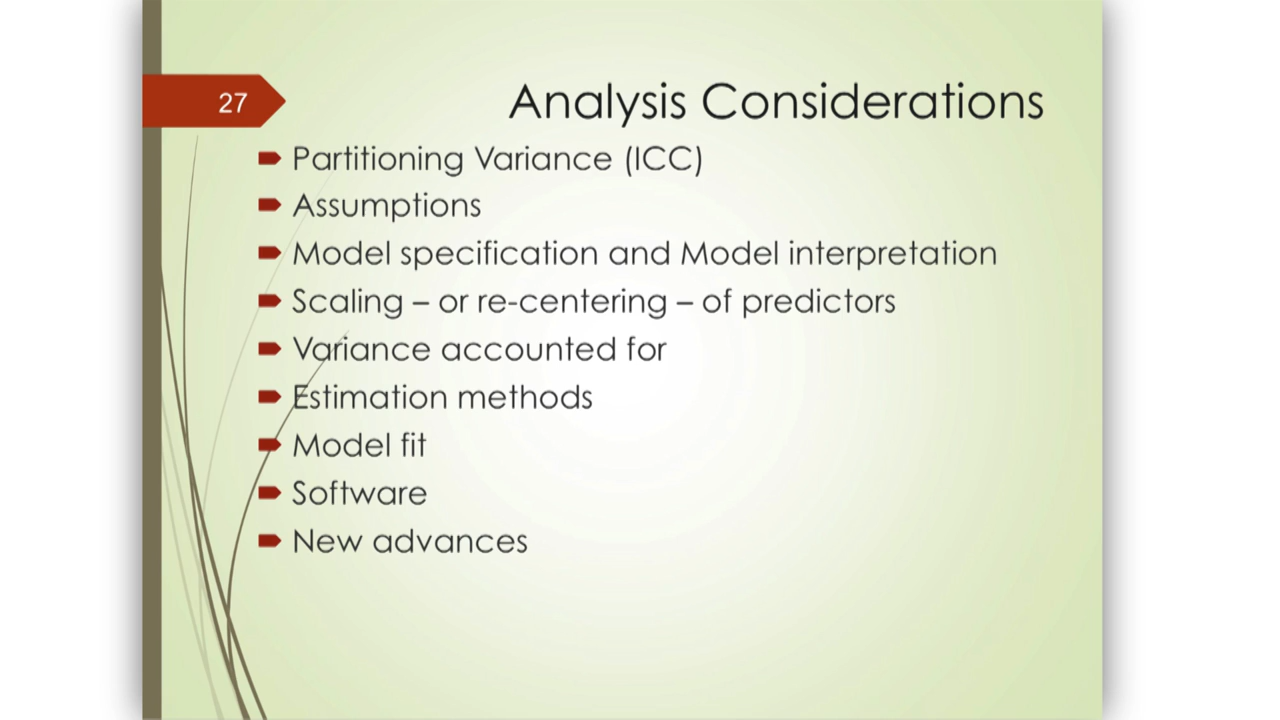 27
Analysis Considerations
Partitioning Variance (ICC)
Assumptions
Model specification and Model interpretation
Scaling – or re-centering – of predictors
Variance accounted for
Estimation methods
Model fit
Software
New advances